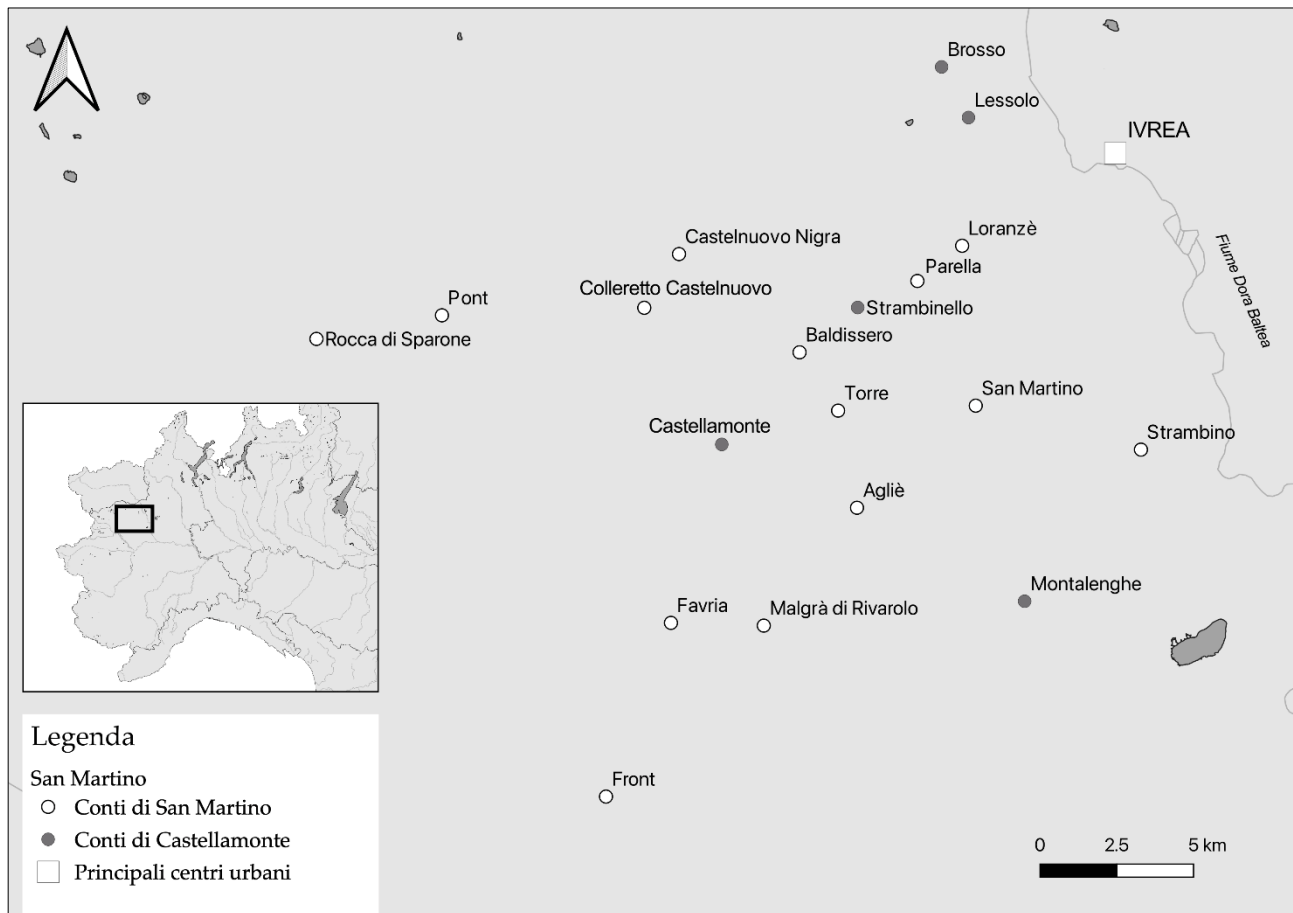 Brosso
Lessolo
IVREA
Loranzè
Castelnuovo Nigra
Parella
Fiume Dora Baltea
Colleretto Castelnuovo
Pont
Strambinello
Rocca di Sparone
Baldissero
Torre
San Martino
Castellamonte
Strambino
Agliè
Montalenghe
Favria
Malgrà di Rivarolo
Front
Legenda
San Martino
Conti di San Martino
Conti di Castellamonte
Principali centri urbani
0 2.5 5 km